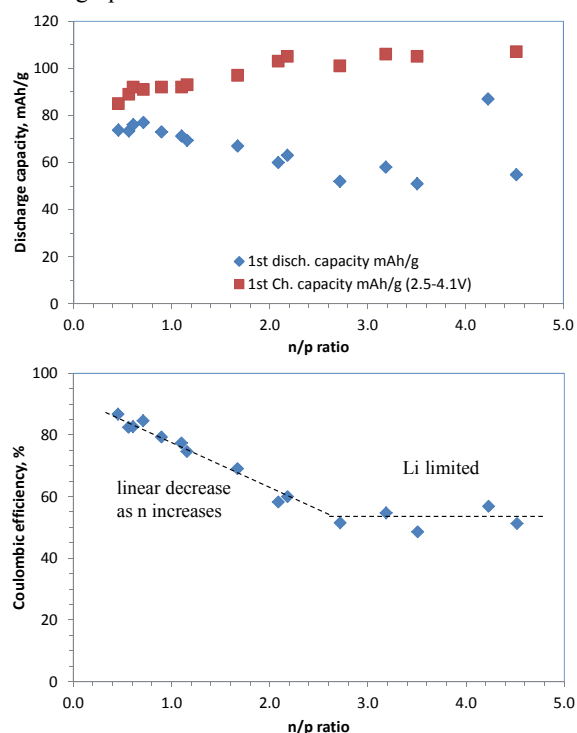 120
100
80
60
40
20
0
Discharge capacity, mAh/g
1st disch. capacity mAh/g
1st Ch. capacity mAh/g (2.5-4.1V)
0.0 1.0 2.0 3.0 4.0 5.0
n/p ratio
100
80
60
40
20
0
Coulombic efficiency, %
Li limited
linear decrease
as n increases
0.0 1.0 2.0 3.0 4.0 5.0
n/p ratio